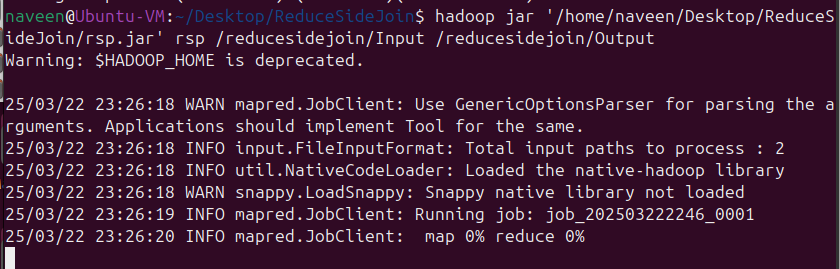 naveen@Ubuntu-VM:~/Desktop/ReduceSideJoin$ hadoop jar '/home/naveen/Desktop/ReduceS
ideJoin/rsp.jar' rsp /reducesidejoin/Input /reducesidejoin/Output
Warning: $HADOOP_HOME is deprecated.
25/03/22 23:26:18 WARN mapred.JobClient: Use GenericOptionsParser for parsing the a
rguments. Applications should implement Tool for the same.
25/03/22 23:26:18 INFO input.FileInputFormat: Total input paths to process : 2
25/03/22 23:26:18 INFO util.NativeCodeLoader: Loaded the native-hadoop library
25/03/22 23:26:18 WARN snappy.LoadSnappy: Snappy native library not loaded
25/03/22 23:26:19 INFO mapred.JobClient: Running job: job_202503222246_0001
25/03/22 23:26:20 INFO mapred.JobClient:  map 0% reduce 0%